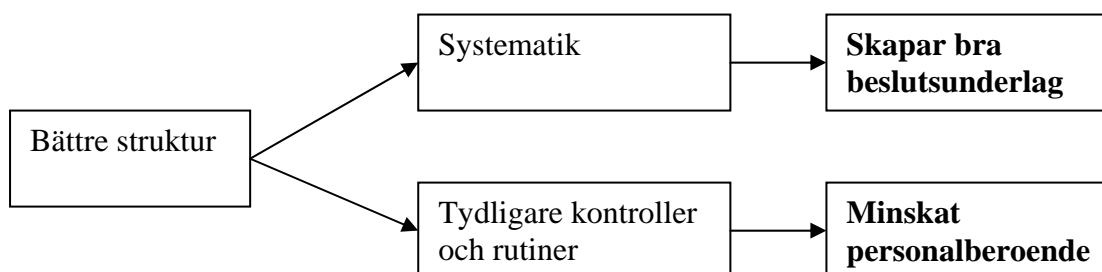 Bättre struktur
Systematik
Skapar bra
beslutsunderlag
Tydligare kontroller
och rutiner
Minskat
personalberoende